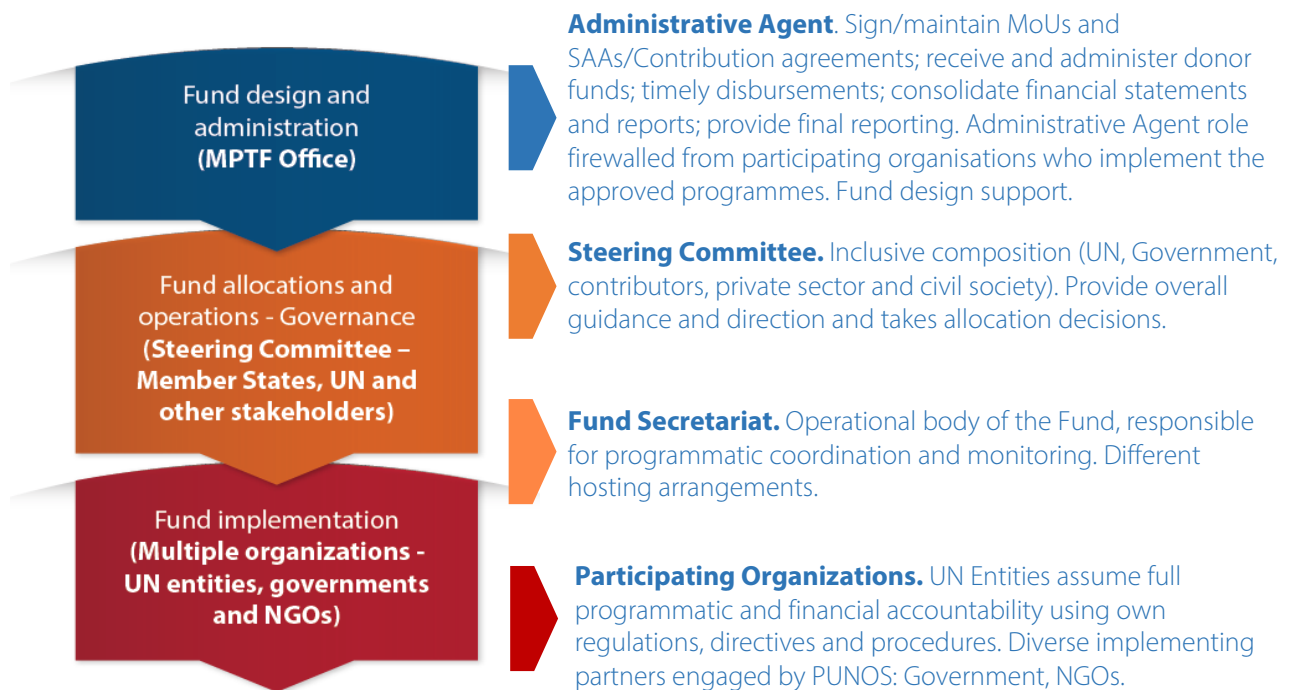 Fund design and
administration
(MPTF Office)
Administrative Agent. Sign/maintain MoUs and
SAAs/Contribution agreements; receive and administer donor
funds; timely disbursements; consolidate financial statements
and reports; provide final reporting. Administrative Agent role
firewalled from participating organisations who implement the
approved programmes. Fund design support.
Fund allocations and
operations - Governance
(Steering Committee –
Member States, UN and
other stakeholders)
Steering Committee. Inclusive composition (UN, Government,
contributors, private sector and civil society). Provide overall
guidance and direction and takes allocation decisions.
Fund Secretariat. Operational body of the Fund, responsible
for programmatic coordination and monitoring. Different
hosting arrangements.
Fund implementation
(Multiple organizations -
UN entities, governments
and NGOs)
Participating Organizations. UN Entities assume full
programmatic and financial accountability using own
regulations, directives and procedures. Diverse implementing
partners engaged by PUNOS: Government, NGOs.